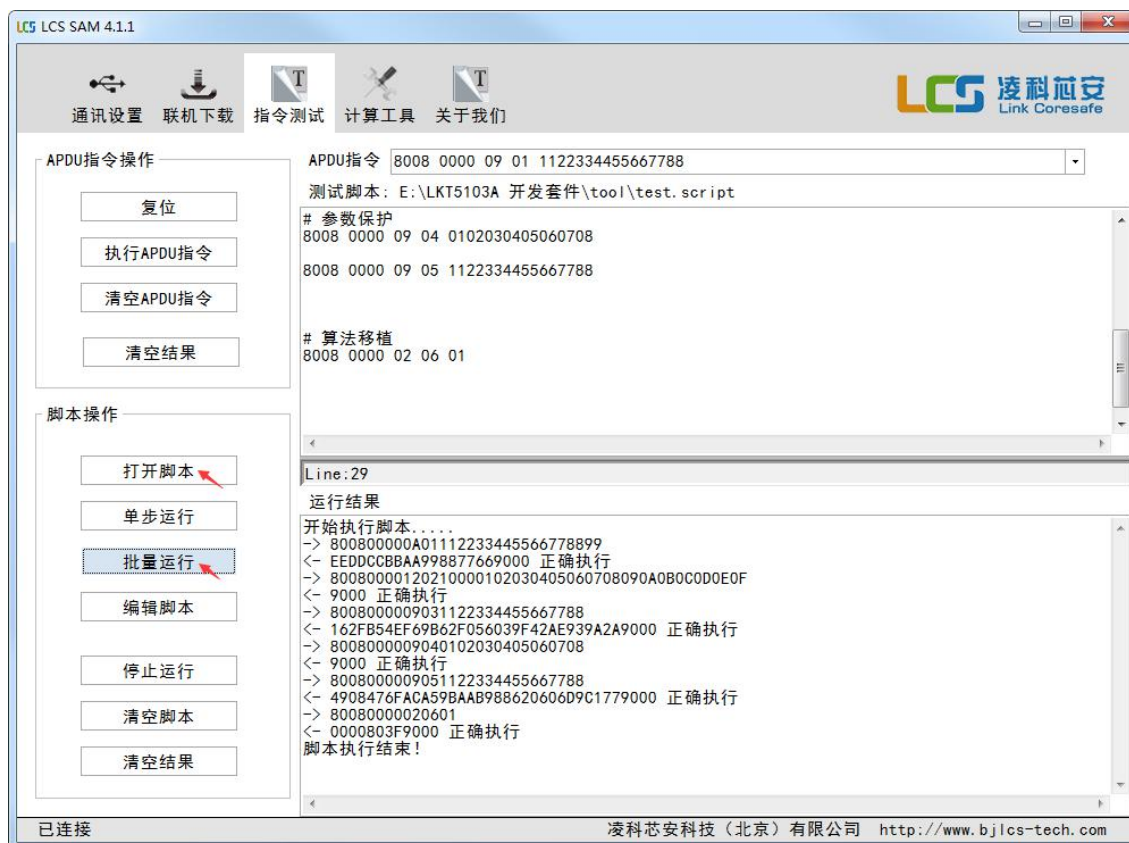 LCS LCS SAM 4.1.1
通讯设置 联机下载 指令测试 计算工具 关于我们
LCS 凌科芯安
Link Coresafe
APDU指令操作
复位
执行APDU指令
清空APDU指令
清空结果
脚本操作
打开脚本
单步运行
批量运行
编辑脚本
停止运行
清空脚本
清空结果
APDU指令 8008 0000 09 01 1122334455667788
测试脚本: E:\LKT5103A 开发套件\tool\test.script
# 参数保护
8008 0000 09 04 0102030405060708
8008 0000 09 05 1122334455667788
# 算法移植
8008 0000 02 06 01
Line:29
运行结果
开始执行脚本.....
-> 800800000A01112233445566778899
<- EEDDCCBBAA998877669000 正确执行
-> 80080000120210000102030405060708090A0B0C0D0E0F
<- 9000 正确执行
-> 8008000009031122334455667788
<- 162FB54EF69B62F056039F42AE939A2A9000 正确执行
-> 8008000009040102030405060708
<- 9000 正确执行
-> 8008000009051122334455667788
<- 4908476FACA59BAAB988620606D9C1779000 正确执行
-> 80080000020601
<- 0000803F9000 正确执行
脚本执行结束!
已连接 凌科芯安科技（北京）有限公司 http://www.bjlcs-tech.com